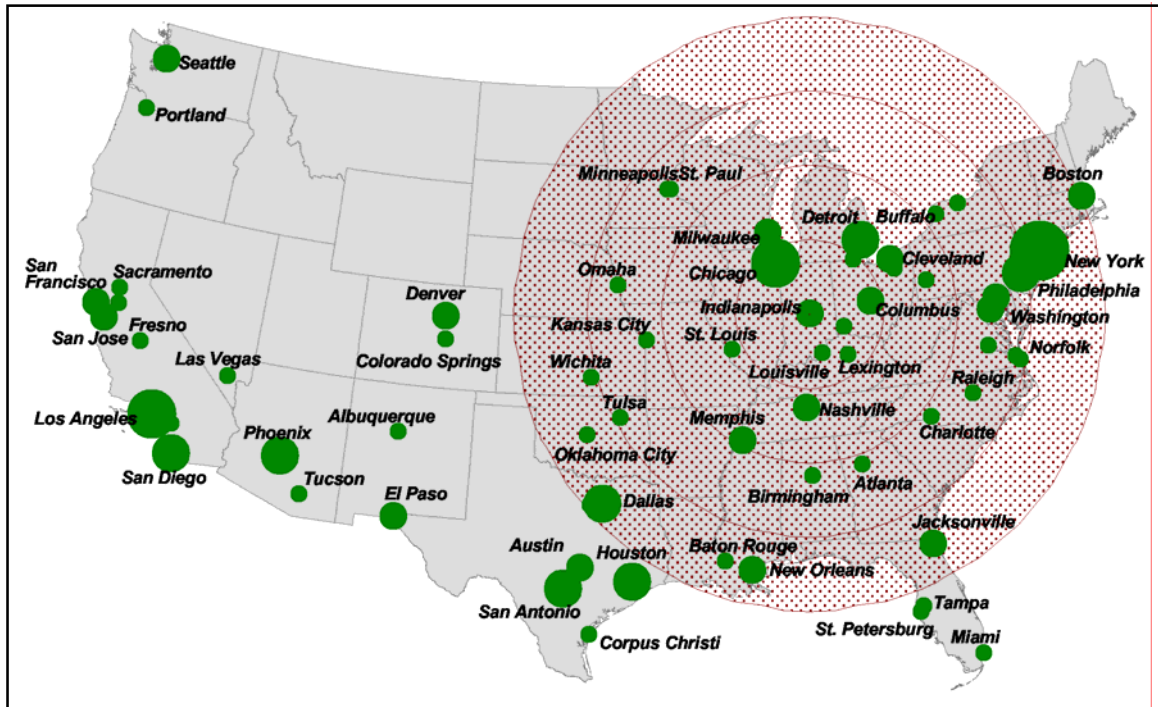 Seattle
Portland
MinneapolisSt. Paul
Boston
Detroit
Buffalo
Milwaukee
Cleveland
New York
San
Francisco
Sacramento
Chicago
Omaha
Philadelphia
Denver
Indianapolis
Columbus
Washington
Fresno
San Jose
Kansas City
St. Louis
Norfolk
Las Vegas
Colorado Springs
Wichita
Louisville
Lexington
Raleigh
Los Angeles
Albuquerque
Tulsa
Memphis
Nashville
Charlotte
Phoenix
Oklahoma City
San Diego
Tucson
Birmingham
Atlanta
El Paso
Dallas
Jacksonville
Austin
Houston
Baton Rouge
New Orleans
San Antonio
Tampa
St. Petersburg
Corpus Christi
Miami